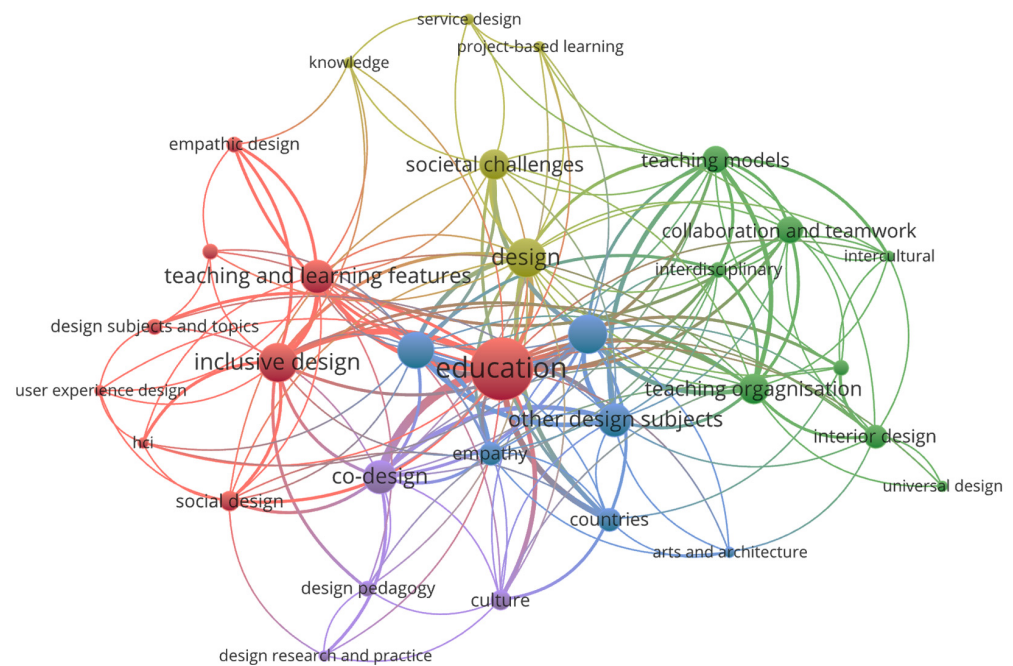 service design
project-based learning
knowledge
empathic design
societal challenges
teaching models
collaboration and teamwork
intercultural
design
interdisciplinary
teaching and learning features
design subjects and topics
inclusive design
education
user experience design
teaching orgagnisation
other design subjects
interior design
hci
empathy
co-design
universal design
social design
countries
arts and architecture
design pedagogy
culture
design research and practice